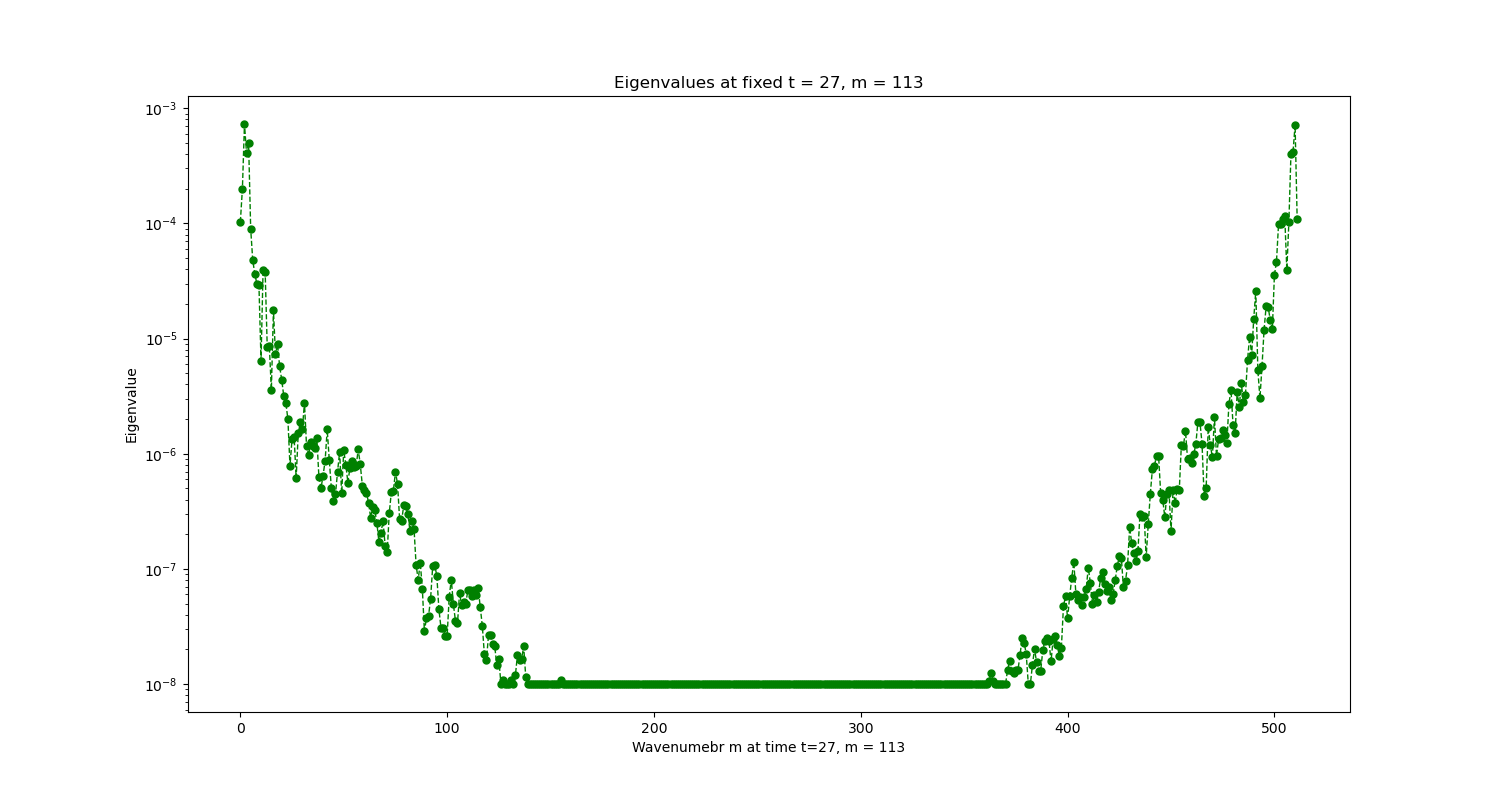 Eigenvalues at fixed t = 27, m = 113
10⁻³
10⁻⁴
10⁻⁵
10⁻⁶
10⁻⁷
10⁻⁸
Eigenvalue
0 100 200 300 400 500
Wavenumebr m at time t=27, m = 113